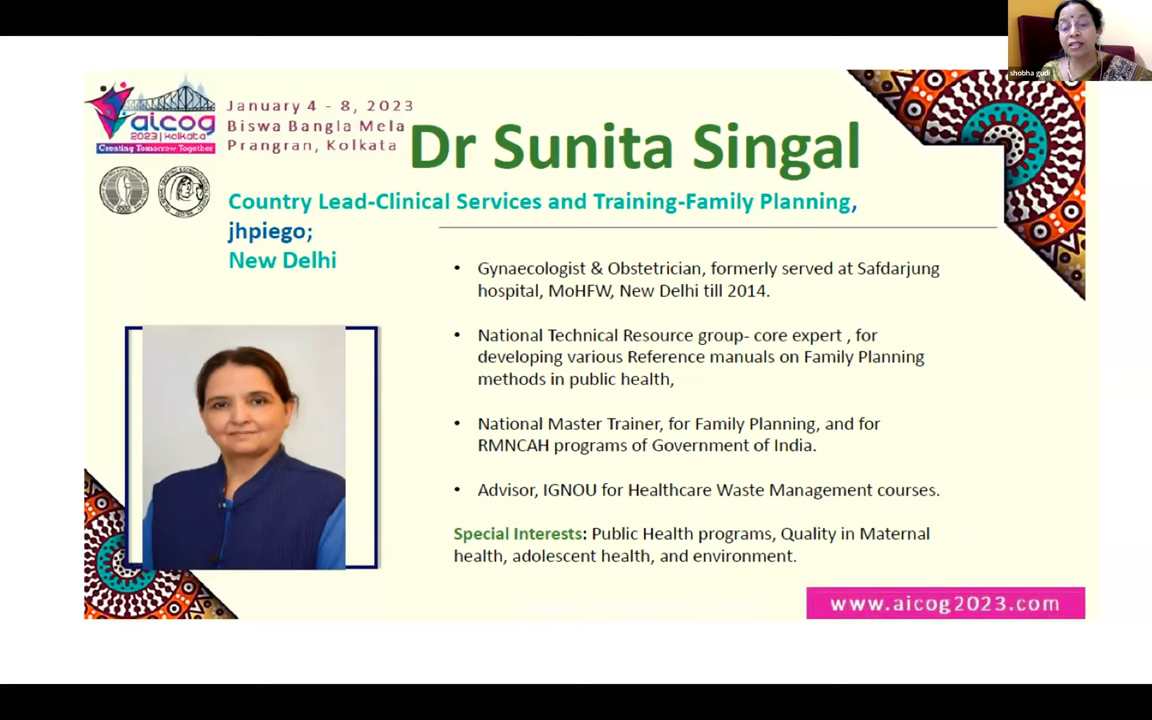 shobha gudi
aicog
2023 | Kolkata
Creating Tomorrow Together
January 4 - 8, 2023
Biswa Bangla Mela
Prangran, Kolkata
Dr Sunita Singal
Country Lead-Clinical Services and Training-Family Planning,
jhpiego;
New Delhi
• Gynaecologist & Obstetrician, formerly served at Safdarjung
hospital, MoHFW, New Delhi till 2014.
• National Technical Resource group- core expert , for
developing various Reference manuals on Family Planning
methods in public health,
• National Master Trainer, for Family Planning, and for
RMNCAH programs of Government of India.
• Advisor, IGNOU for Healthcare Waste Management courses.
Special Interests: Public Health programs, Quality in Maternal
health, adolescent health, and environment.
www.aicog2023.com